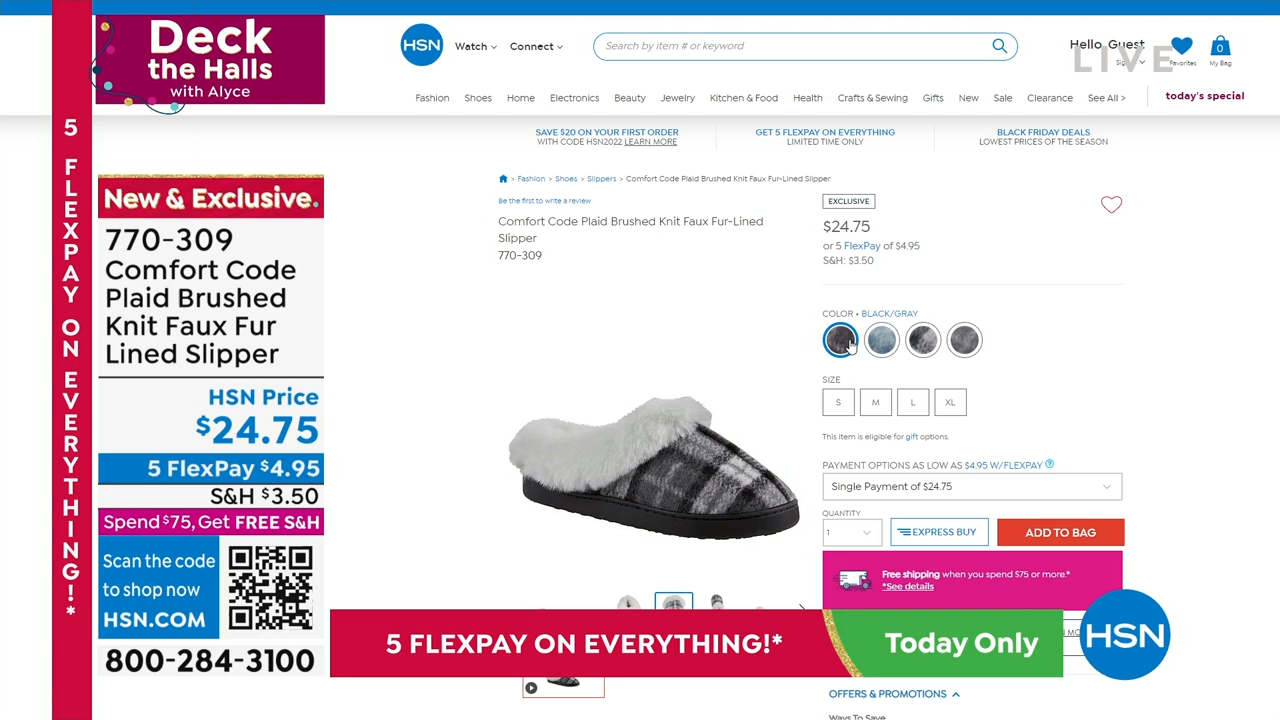 Deck
the Halls
with Alyce
5 FLEXPAY ON EVERYTHING!*
New & Exclusive.
770-309
Comfort Code
Plaid Brushed
Knit Faux Fur
Lined Slipper
HSN Price
$24.75
5 FlexPay $4.95
S&H $3.50
Spend $75, Get FREE S&H
Scan the code
to shop now
HSN.COM
800-284-3100
HSN
Watch
Connect
Search by item # or keyword
Hello, Guest
LIVE
Favorites
0
My Bag
Fashion Shoes Home Electronics Beauty Jewelry Kitchen & Food Health Crafts & Sewing Gifts New Sale Clearance See All >
today's special
SAVE $20 ON YOUR FIRST ORDER
WITH CODE HSN2022 LEARN MORE
GET 5 FLEXPAY ON EVERYTHING
LIMITED TIME ONLY
BLACK FRIDAY DEALS
LOWEST PRICES OF THE SEASON
> Fashion > Shoes > Slippers > Comfort Code Plaid Brushed Knit Faux Fur-Lined Slipper
Be the first to write a review
Comfort Code Plaid Brushed Knit Faux Fur-Lined
Slipper
770-309
EXCLUSIVE
$24.75
or 5 FlexPay of $4.95
S&H: $3.50
COLOR • BLACK/GRAY
SIZE
S M L XL
This item is eligible for gift options.
PAYMENT OPTIONS AS LOW AS $4.95 W/FLEXPAY ?
Single Payment of $24.75
QUANTITY
1
EXPRESS BUY
ADD TO BAG
Free shipping when you spend $75 or more.*
*See details
5 FLEXPAY ON EVERYTHING!*
Today Only
HSN
OFFERS & PROMOTIONS
Ways To Save